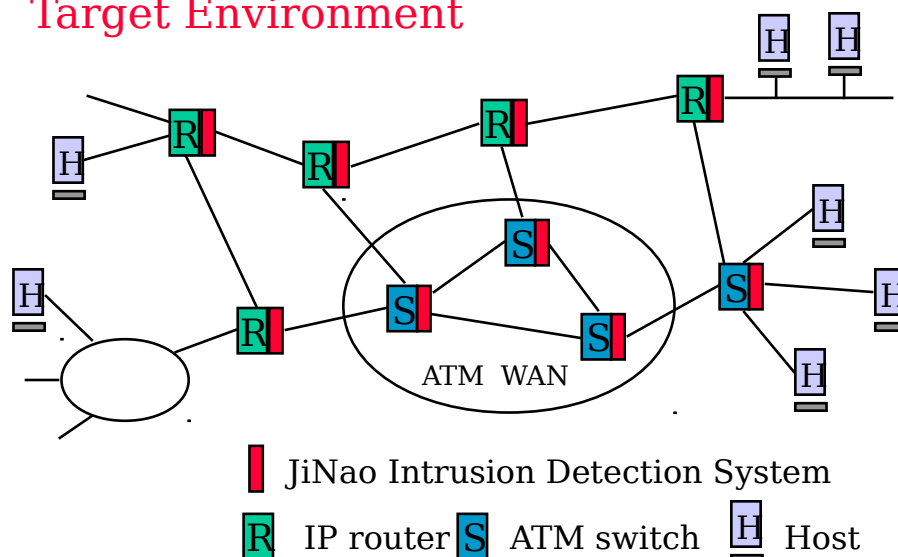 Target Environment
H H
R
R
R
H
R
H
S
S
H
S
H
R
S
H
ATM WAN
JiNao Intrusion Detection System
R IP router S ATM switch H Host